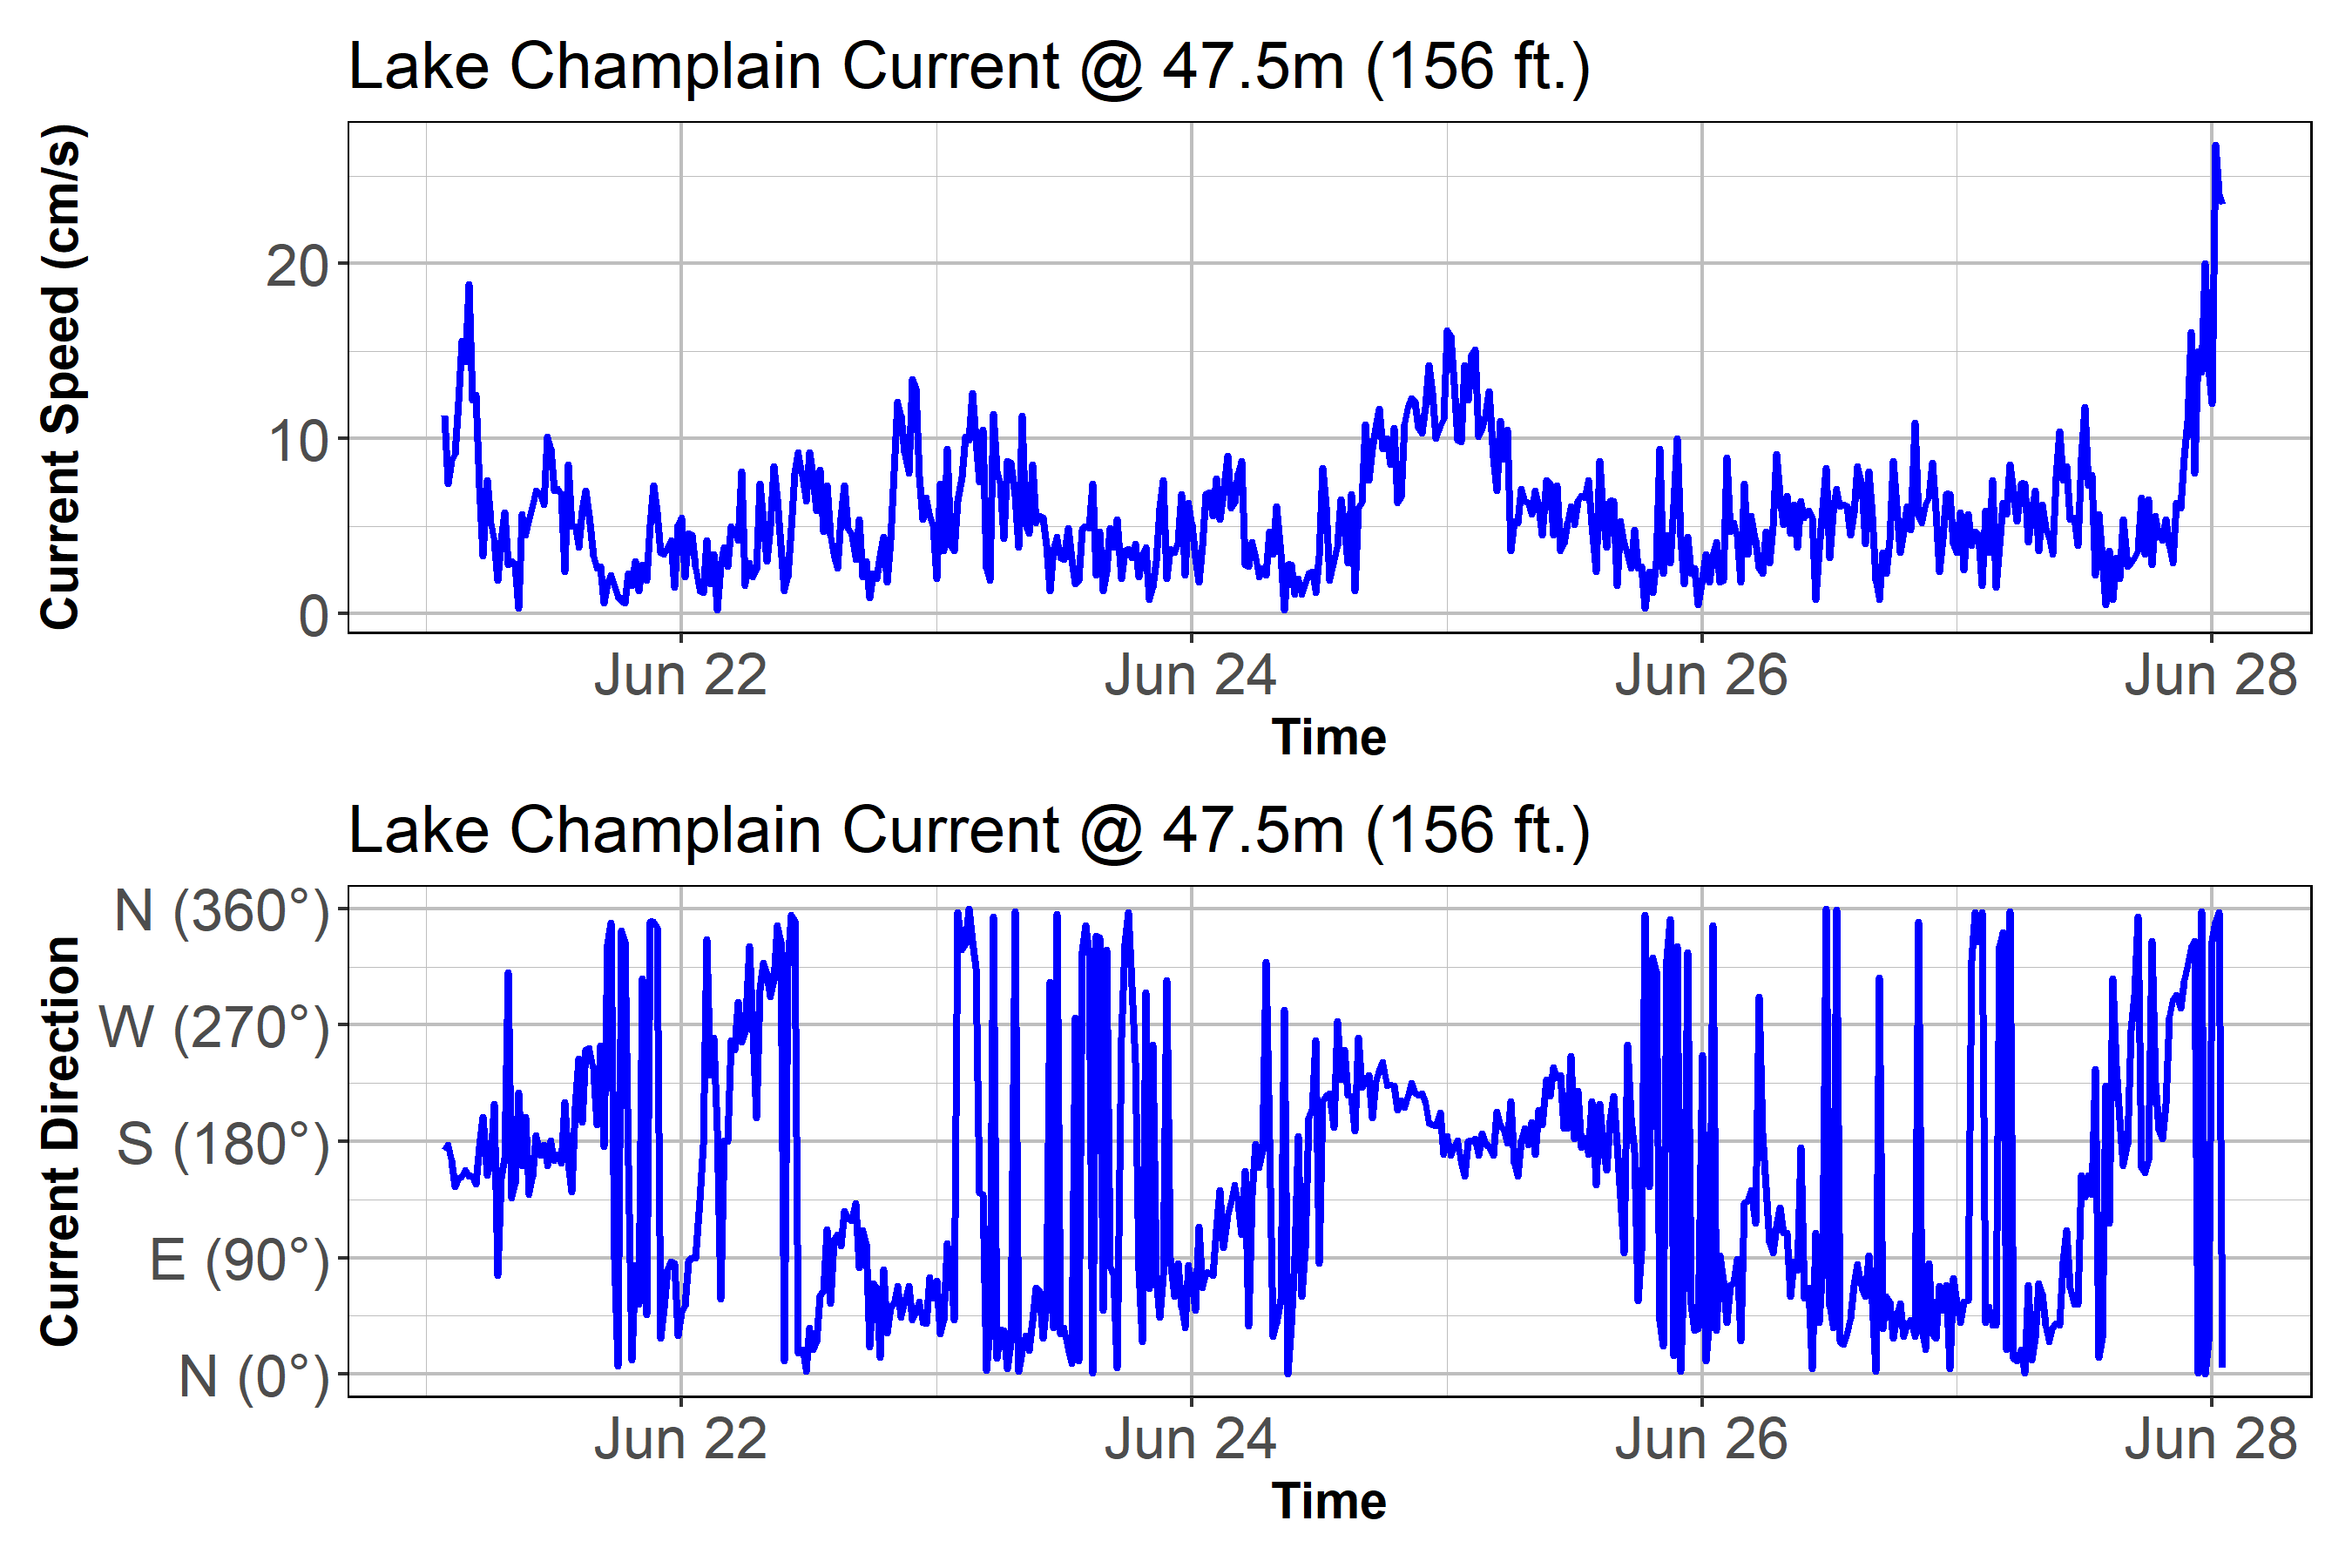 Lake Champlain Current @ 47.5m (156 ft.)
Current Speed (cm/s)
20
10
0
Jun 22 Jun 24 Jun 26 Jun 28
Time
Lake Champlain Current @ 47.5m (156 ft.)
Current Direction
N (360°)
W (270°)
S (180°)
E (90°)
N (0°)
Jun 22 Jun 24 Jun 26 Jun 28
Time